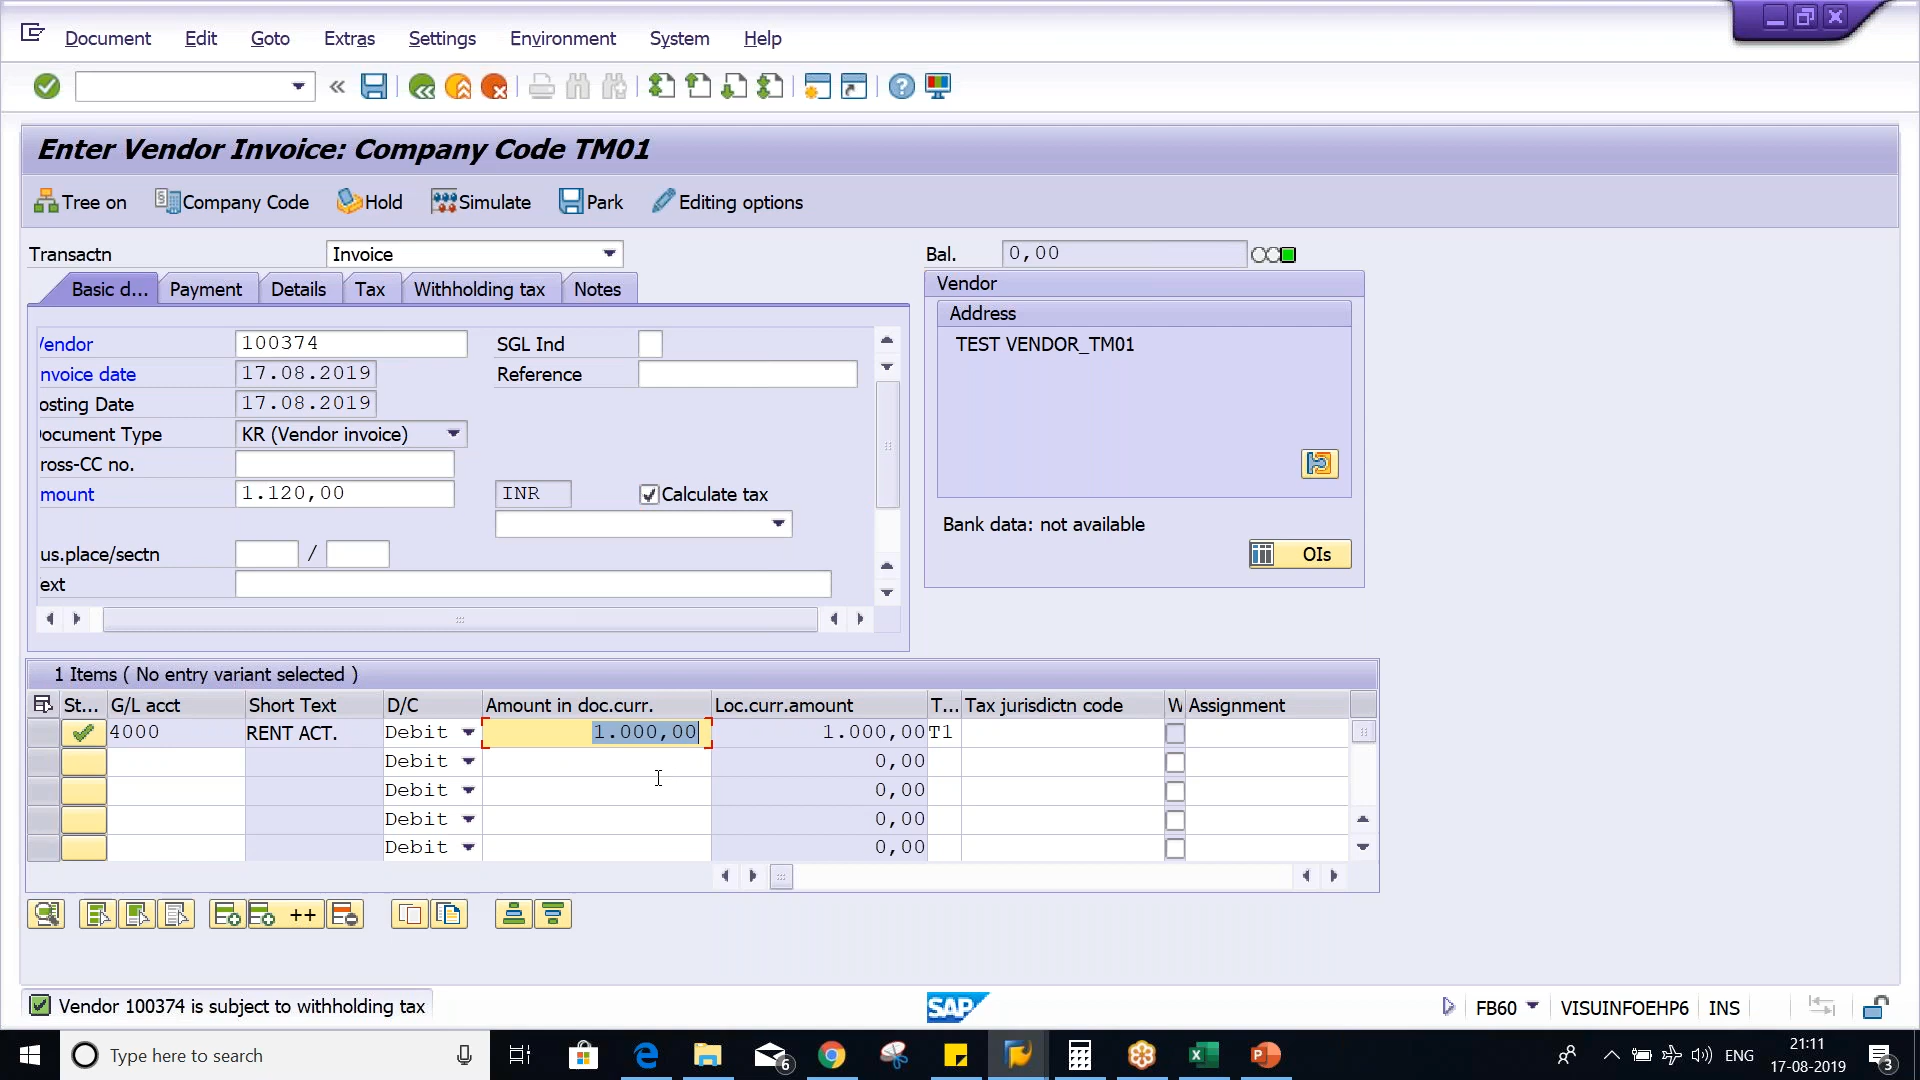 Document Edit Goto Extras Settings Environment System Help
Enter Vendor Invoice: Company Code TM01
Tree on Company Code Hold Simulate Park Editing options
Transactn Invoice Bal. 0,00
Basic d... Payment Details Tax Withholding tax Notes
Vendor
Address
TEST VENDOR_TM01
/endor 100374 SGL Ind
nvoice date 17.08.2019 Reference
osting Date 17.08.2019
ocument Type KR (Vendor invoice)
ross-CC no.
mount 1.120,00 INR Calculate tax
us.place/sectn /
ext
Bank data: not available
OIs
1 Items ( No entry variant selected )
St... G/L acct Short Text D/C Amount in doc.curr. Loc.curr.amount T... Tax jurisdictn code W Assignment
4000 RENT ACT. Debit 1.000,00 1.000,00 T1
Debit 0,00
Debit 0,00
Debit 0,00
Debit 0,00
++
Vendor 100374 is subject to withholding tax
SAP
FB60 VISUINFOEHP6 INS
Type here to search
6
ENG
21:11
17-08-2019
3